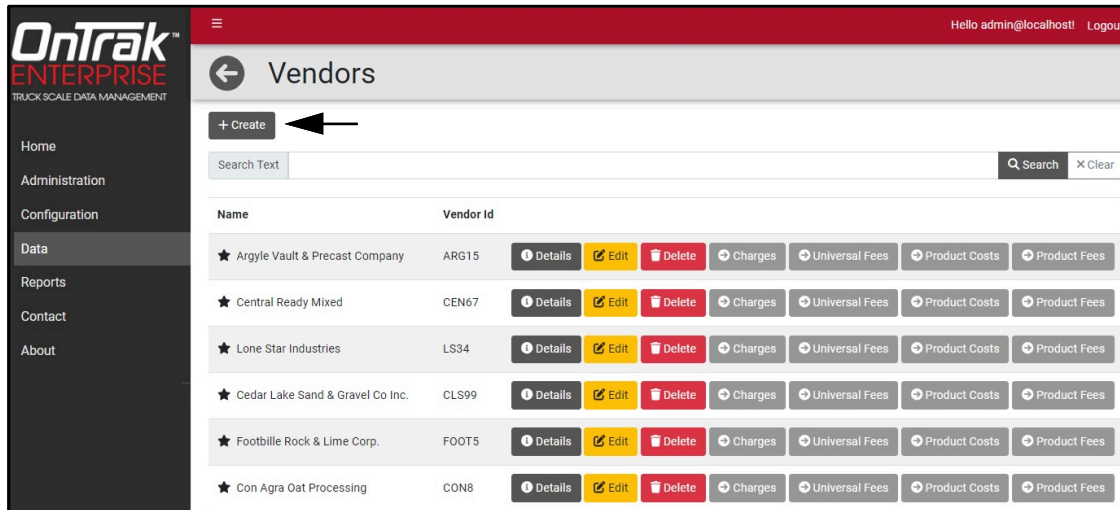 OnTrak™
ENTERPRISE
TRUCK SCALE DATA MANAGEMENT
Home
Administration
Configuration
Data
Reports
Contact
About
Hello admin@localhost! Logou
Vendors
+ Create
Search Text Search × Clear
Name Vendor Id
Argyle Vault & Precast Company ARG15 Details Edit Delete Charges Universal Fees Product Costs Product Fees
Central Ready Mixed CEN67 Details Edit Delete Charges Universal Fees Product Costs Product Fees
Lone Star Industries LS34 Details Edit Delete Charges Universal Fees Product Costs Product Fees
Cedar Lake Sand & Gravel Co Inc. CLS99 Details Edit Delete Charges Universal Fees Product Costs Product Fees
Footbille Rock & Lime Corp. FOOT5 Details Edit Delete Charges Universal Fees Product Costs Product Fees
Con Agra Oat Processing CON8 Details Edit Delete Charges Universal Fees Product Costs Product Fees